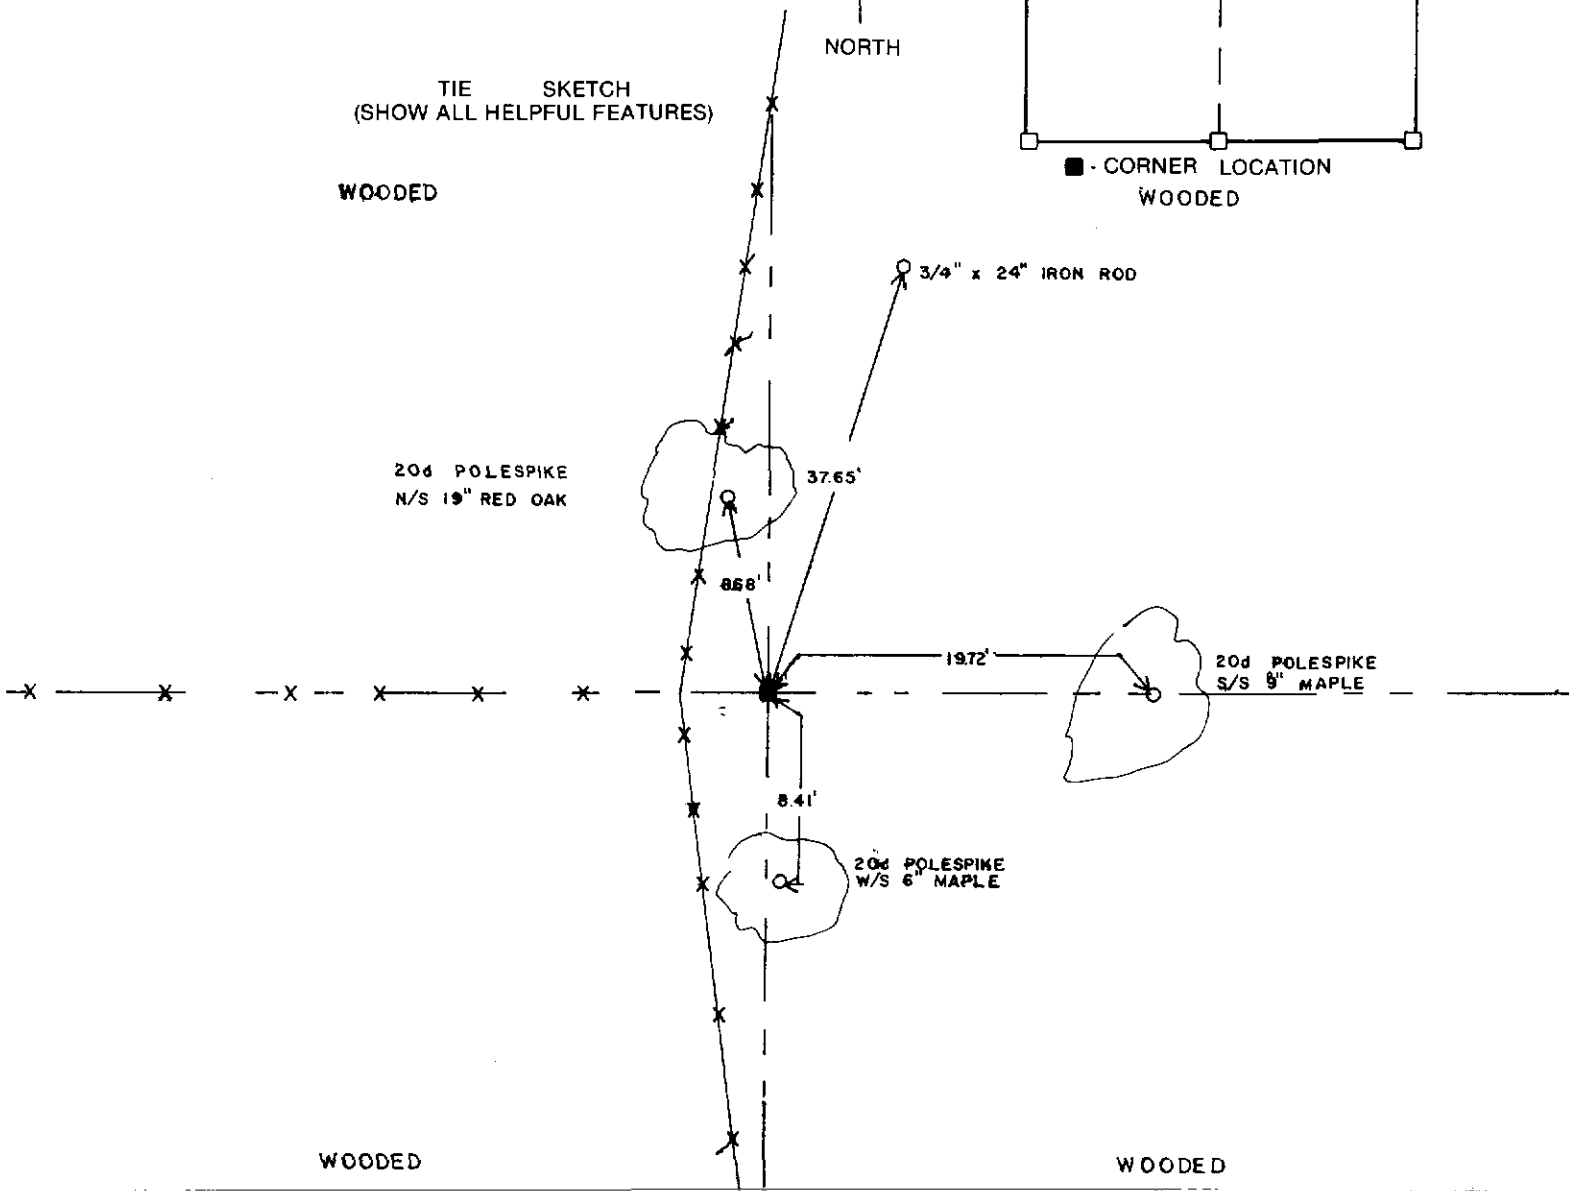 NORTH
TIE SKETCH
(SHOW ALL HELPFUL FEATURES)
■ - CORNER LOCATION
WOODED
WOODED
3/4" x 24" IRON ROD
20d POLESPIKE
N/S 19" RED OAK
37.65'
8.68'
19.72'
20d POLESPIKE
S/S 9" MAPLE
8.41'
20d POLESPIKE
W/S 6" MAPLE
WOODED
WOODED